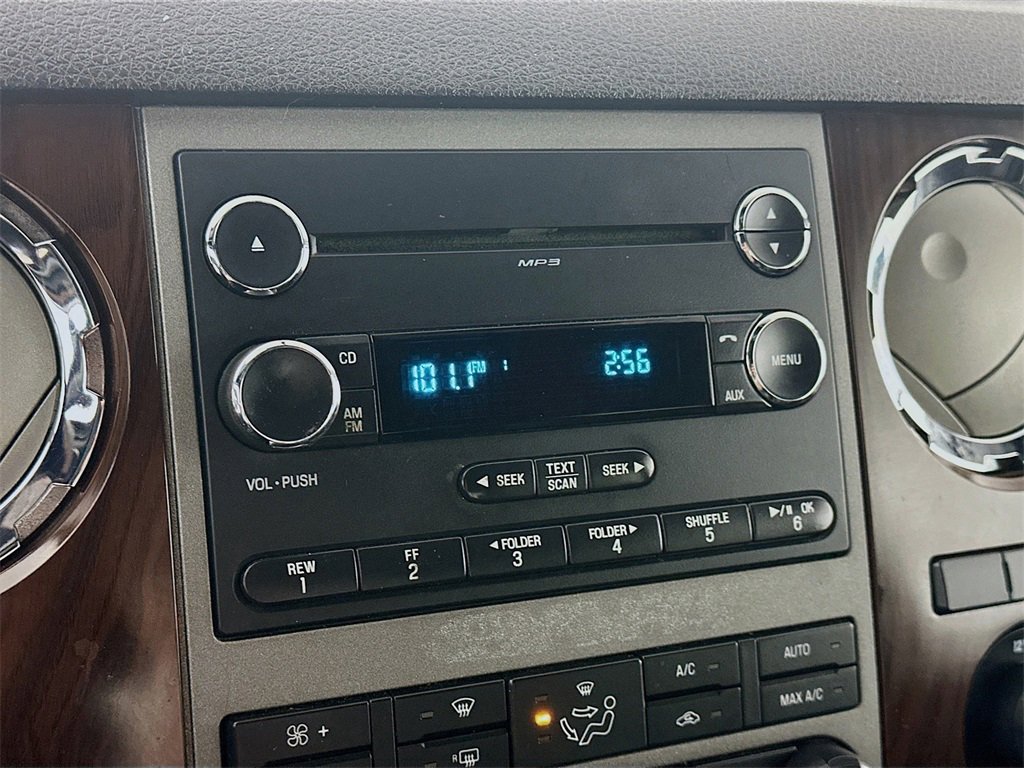 MP3
CD
101.1 FM 1
2:56
MENU
AM
FM
AUX
VOL • PUSH
◀ SEEK
TEXT
SCAN
SEEK ▶
REW
1
FF
2
◀ FOLDER
3
FOLDER ▶
4
SHUFFLE
5
▶/⏸ OK
6
A/C
AUTO
MAX A/C
+
R